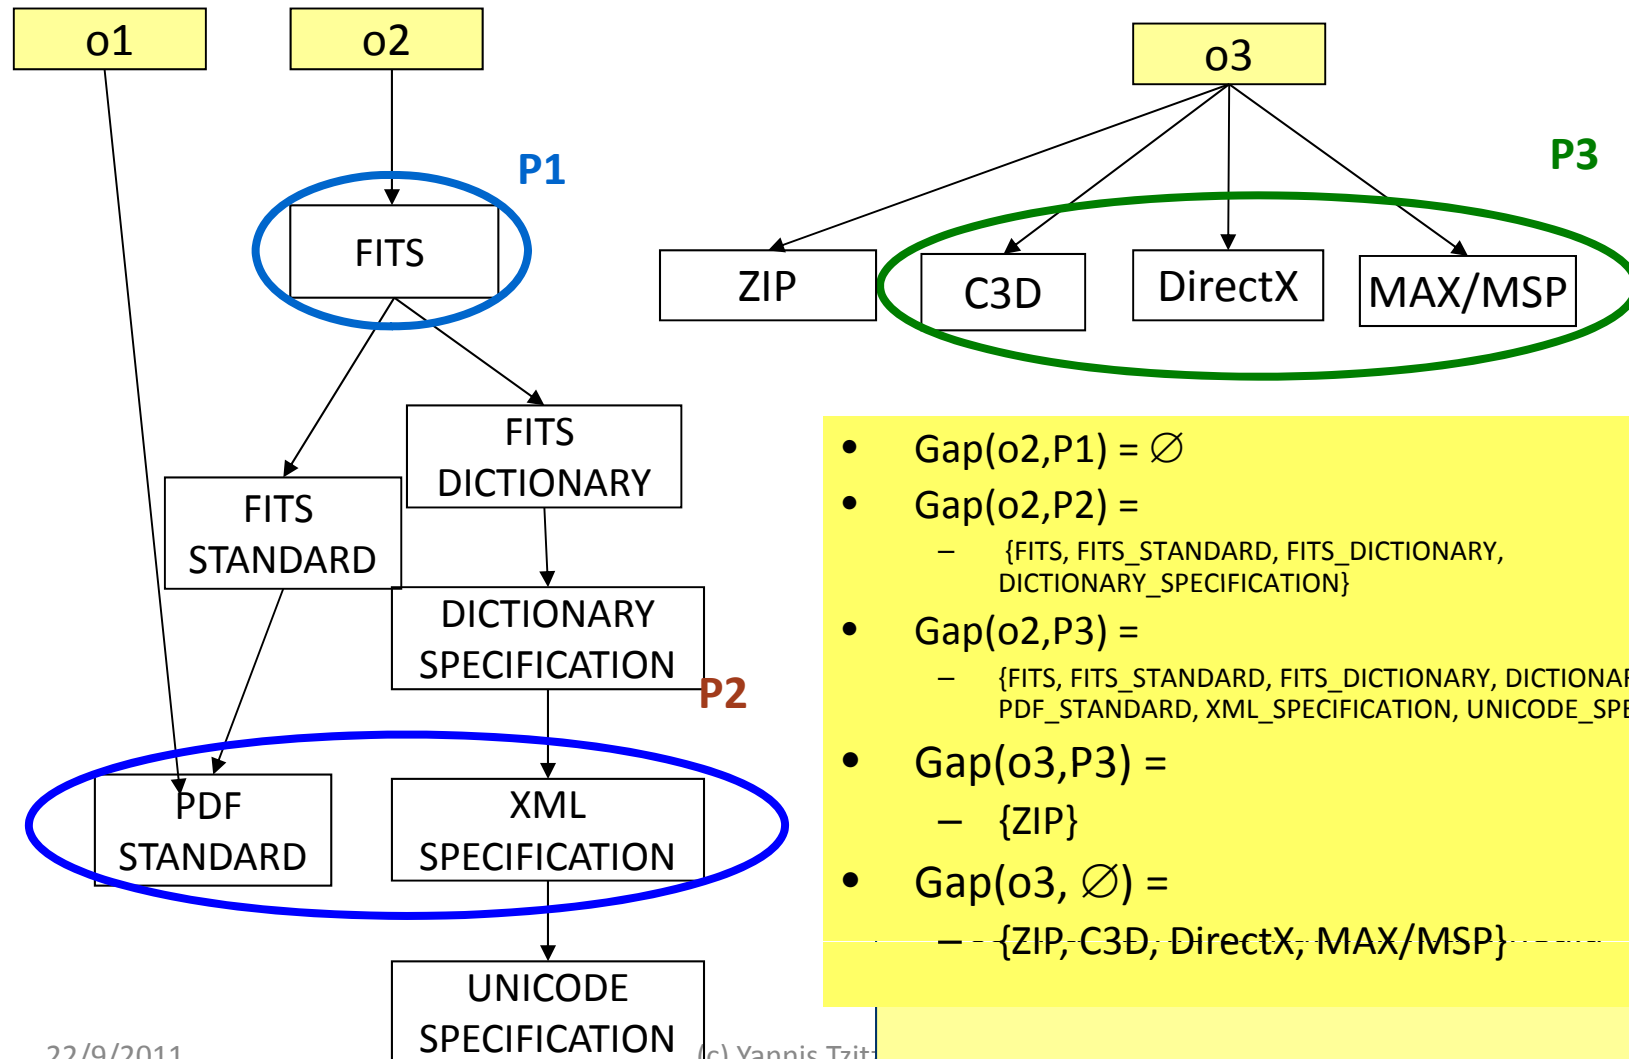 o1
o2
o3
P1
P3
FITS
ZIP
C3D
DirectX
MAX/MSP
FITS
DICTIONARY
FITS
STANDARD
DICTIONARY
SPECIFICATION
P2
PDF
STANDARD
XML
SPECIFICATION
UNICODE
SPECIFICATION
• Gap(o2,P1) = ∅
• Gap(o2,P2) =
– {FITS, FITS_STANDARD, FITS_DICTIONARY,
DICTIONARY_SPECIFICATION}
• Gap(o2,P3) =
– {FITS, FITS_STANDARD, FITS_DICTIONARY,
PDF_STANDARD, XML_SPECIFICATION,
• Gap(o3,P3) =
– {ZIP}
• Gap(o3, ∅) =
– {ZIP, C3D, DirectX, MAX/MSP}
22/9/2011
(c) Yannis